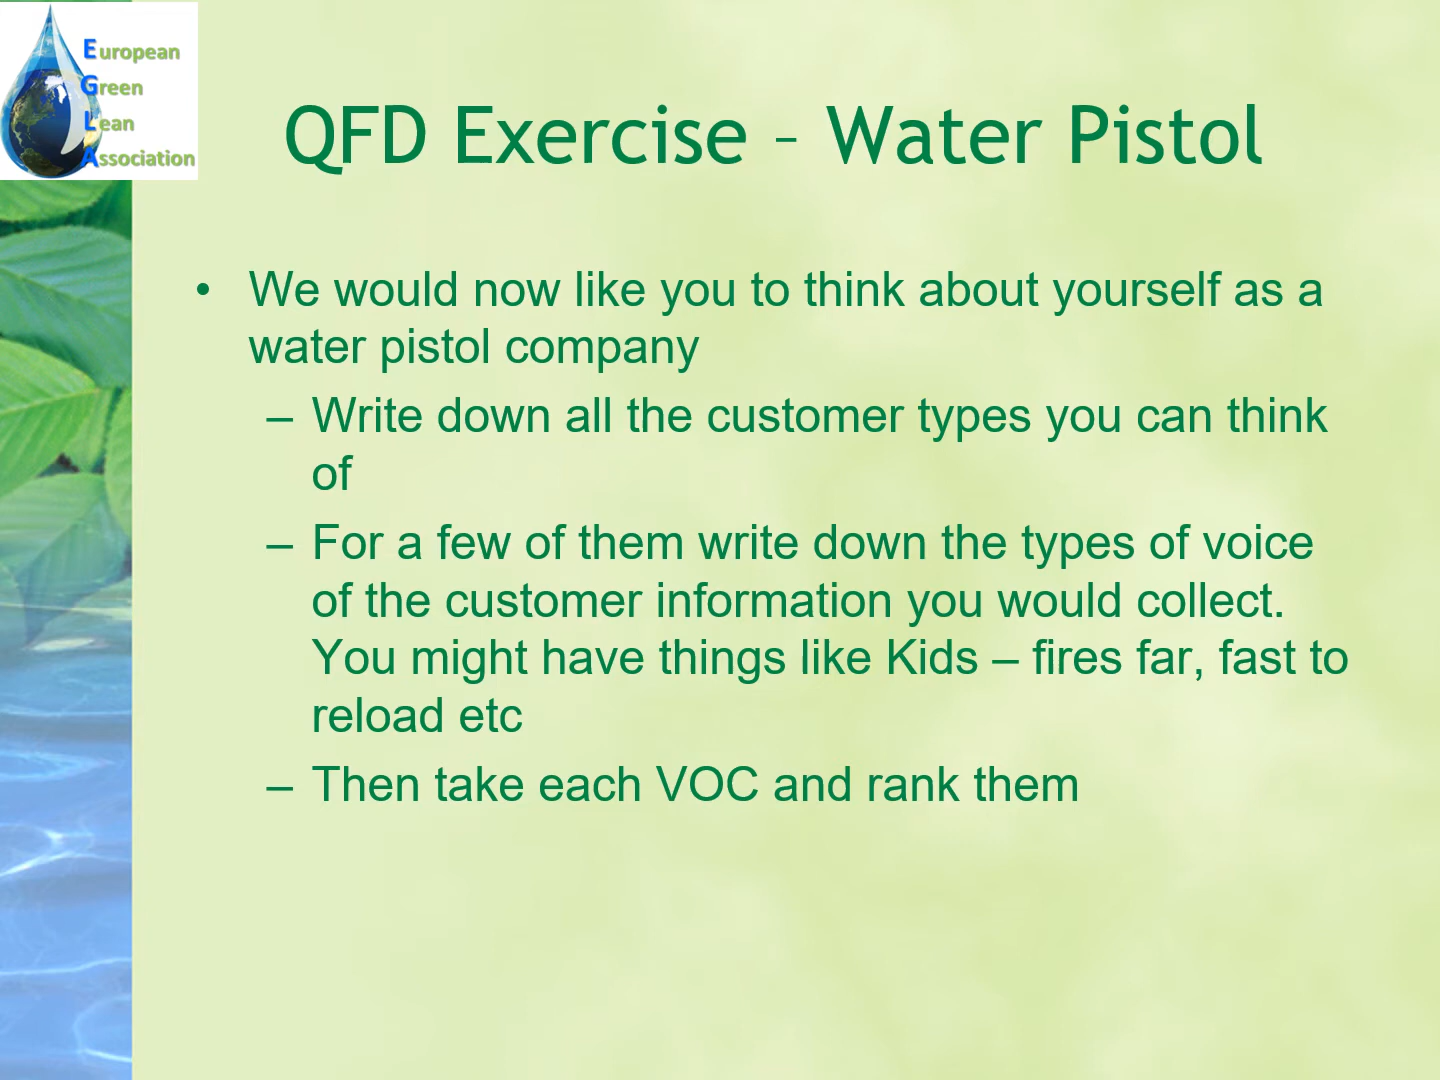 European
Green
Lean
Association
QFD Exercise – Water Pistol
• We would now like you to think about yourself as a
water pistol company
– Write down all the customer types you can think
of
– For a few of them write down the types of voice
of the customer information you would collect.
You might have things like Kids – fires far, fast to
reload etc
– Then take each VOC and rank them